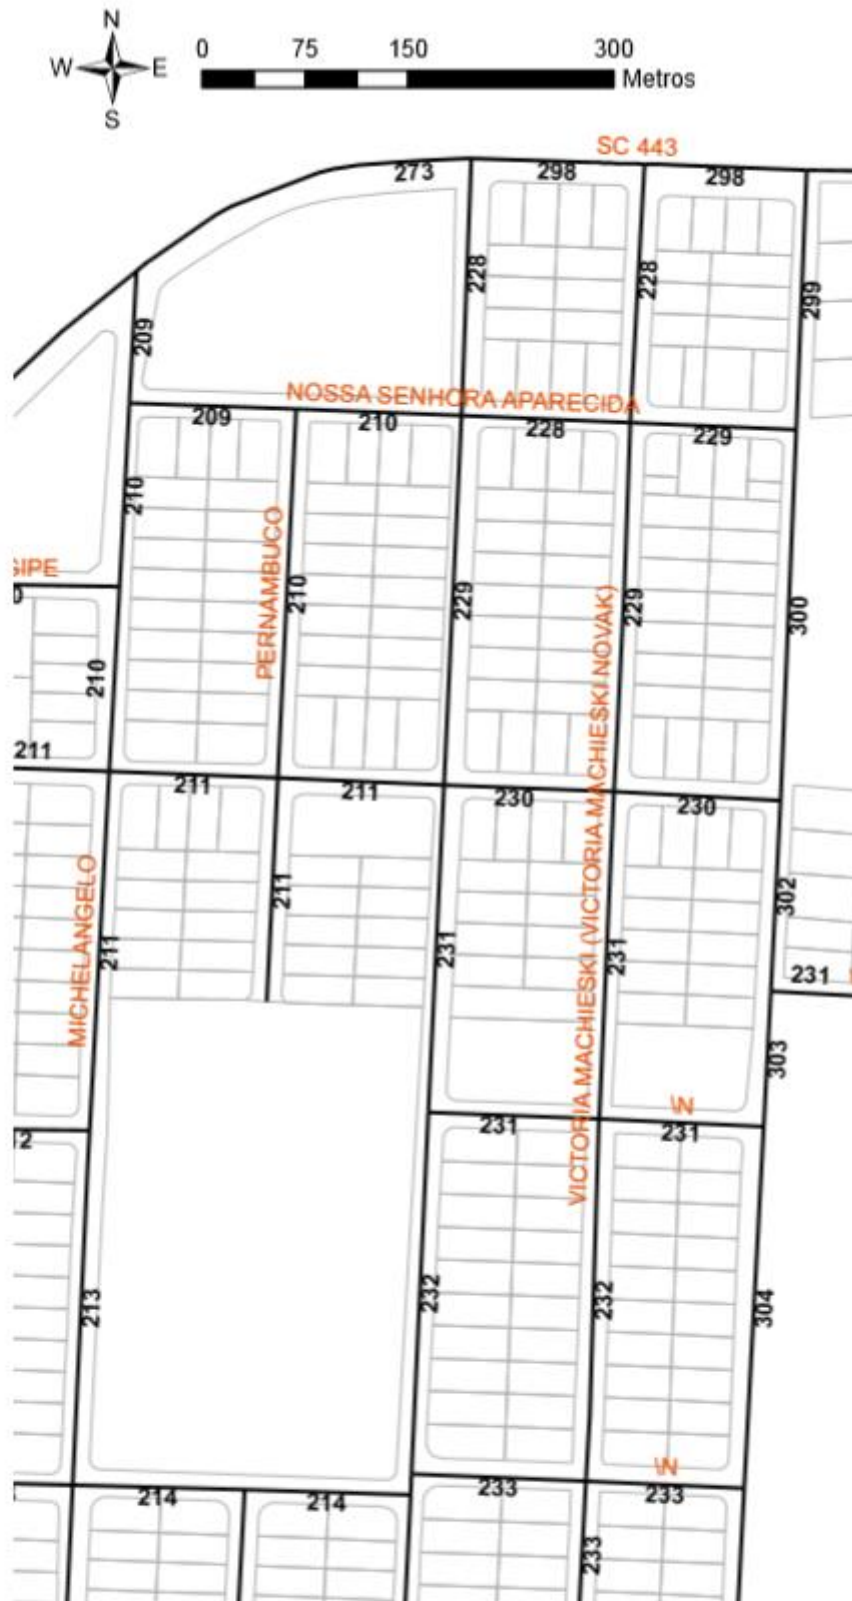 N
W E
S
0 75 150 300
Metros
SC 443
273 298 298
228 228 299
209
NOSSA SENHORA APARECIDA
209 210 228 229
210
PERNAMBUCO
GIPE
210 229 229 300
VICTORIA MACHIESKI (VICTORIA MACHIESKI NOVAK)
210
211
211 211 230 230
MICHELANGELO
211 211 231 231 302
231
303
\N
231 231
213 232 232 304
\N
214 214 233 233
233